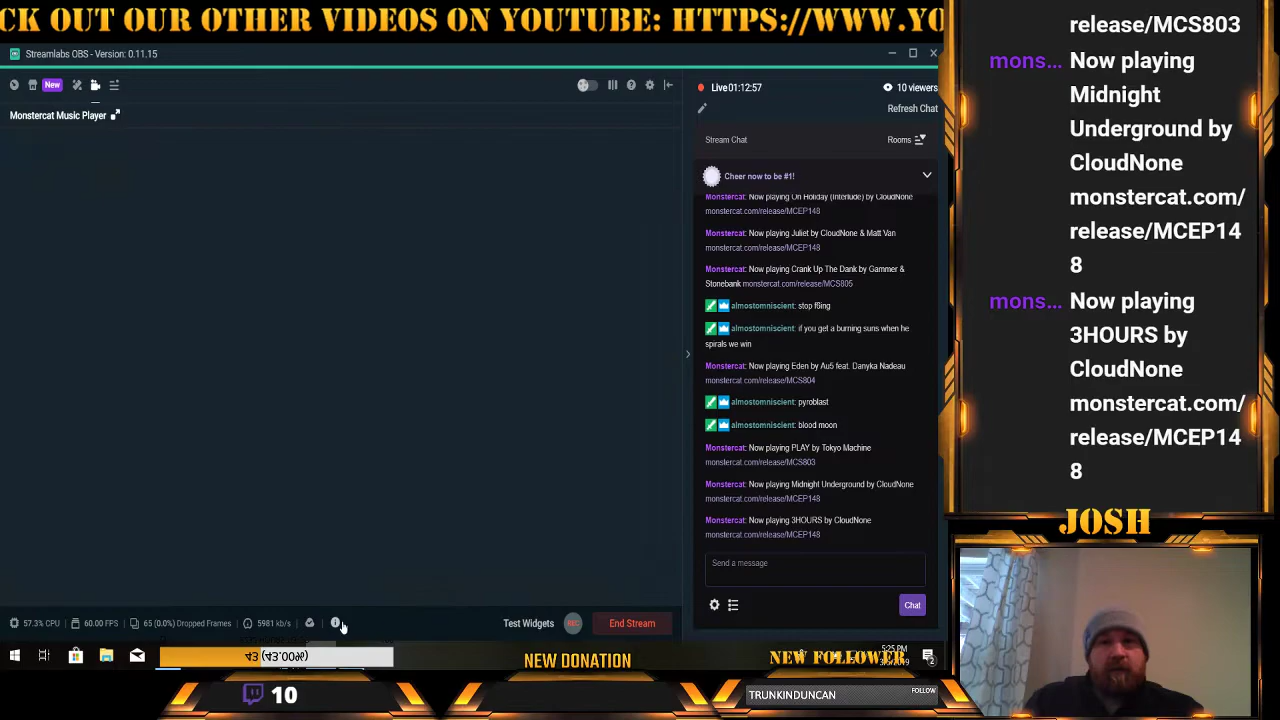 CK OUT OUR OTHER VIDEOS ON YOUTUBE: HTTPS://WWW.YO
Streamlabs OBS - Version: 0.11.15
New
Monstercat Music Player
Live 01:12:57
10 viewers
Refresh Chat
Stream Chat
Rooms
Cheer now to be #1!
Monstercat: Now playing On Holiday (Interlude) by CloudNone
monstercat.com/release/MCEP148
Monstercat: Now playing Juliet by CloudNone & Matt Van
monstercat.com/release/MCEP148
Monstercat: Now playing Crank Up The Dank by Gammer &
Stonebank monstercat.com/release/MCS805
almostomniscient: stop f6ing
almostomniscient: if you get a burning suns when he
spirals we win
Monstercat: Now playing Eden by Au5 feat. Danyka Nadeau
monstercat.com/release/MCS804
almostomniscient: pyroblast
almostomniscient: blood moon
Monstercat: Now playing PLAY by Tokyo Machine
monstercat.com/release/MCS803
Monstercat: Now playing Midnight Underground by CloudNone
monstercat.com/release/MCEP148
Monstercat: Now playing 3HOURS by CloudNone
monstercat.com/release/MCEP148
Send a message
Chat
57.3% CPU
60.00 FPS
65 (0.0%) Dropped Frames
5981 kb/s
Test Widgets
REC
End Stream
release/MCS803
mons... Now playing
Midnight
Underground by
CloudNone
monstercat.com/
release/MCEP14
8
mons... Now playing
3HOURS by
CloudNone
monstercat.com/
release/MCEP14
8
JOSH
5:25 PM
2
NEW DONATION
NEW FOLLOWER
10
TRUNKINDUNCAN
FOLLOW